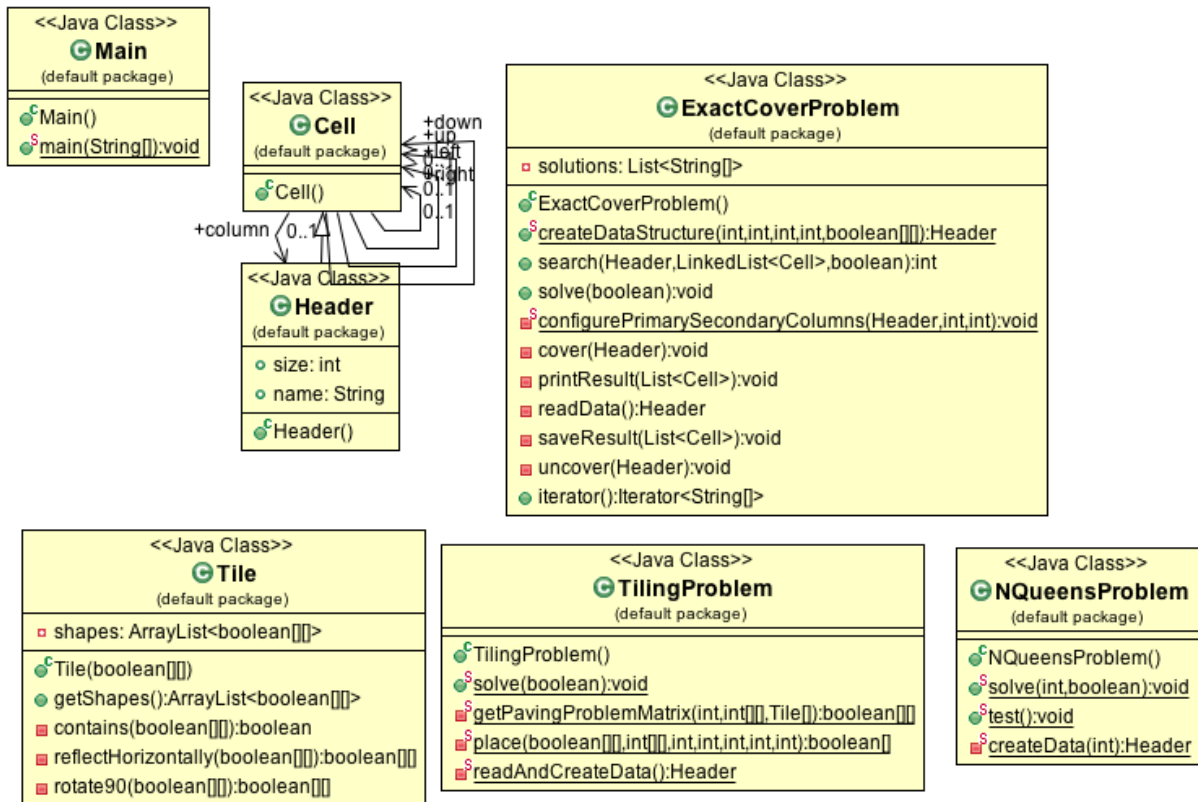 <<Java Class>>
C Main
(default package)
Main()
main(String[]):void
<<Java Class>>
C Cell
(default package)
Cell()
+down
+up
+left
+right
0..1
0..1
+column
0..1
<<Java Class>>
C Header
(default package)
size: int
name: String
Header()
<<Java Class>>
C ExactCoverProblem
(default package)
solutions: List<String[]>
ExactCoverProblem()
createDataStructure(int,int,int,int,boolean[][]):Header
search(Header,LinkedList<Cell>,boolean):int
solve(boolean):void
configurePrimarySecondaryColumns(Header,int,int):void
cover(Header):void
printResult(List<Cell>):void
readData():Header
saveResult(List<Cell>):void
uncover(Header):void
iterator():Iterator<String[]>
<<Java Class>>
C Tile
(default package)
shapes: ArrayList<boolean[][]>
Tile(boolean[][])
getShapes():ArrayList<boolean[][]>
contains(boolean[][]):boolean
reflectHorizontally(boolean[][]):boolean[][]
rotate90(boolean[][]):boolean[][]
<<Java Class>>
C TilingProblem
(default package)
TilingProblem()
solve(boolean):void
getPavingProblemMatrix(int,int[][],Tile[]):boolean[][]
place(boolean[][],int[][],int,int,int,int,int):boolean[]
readAndCreateData():Header
<<Java Class>>
C NQueensProblem
(default package)
NQueensProblem()
solve(int,boolean):void
test():void
createData(int):Header